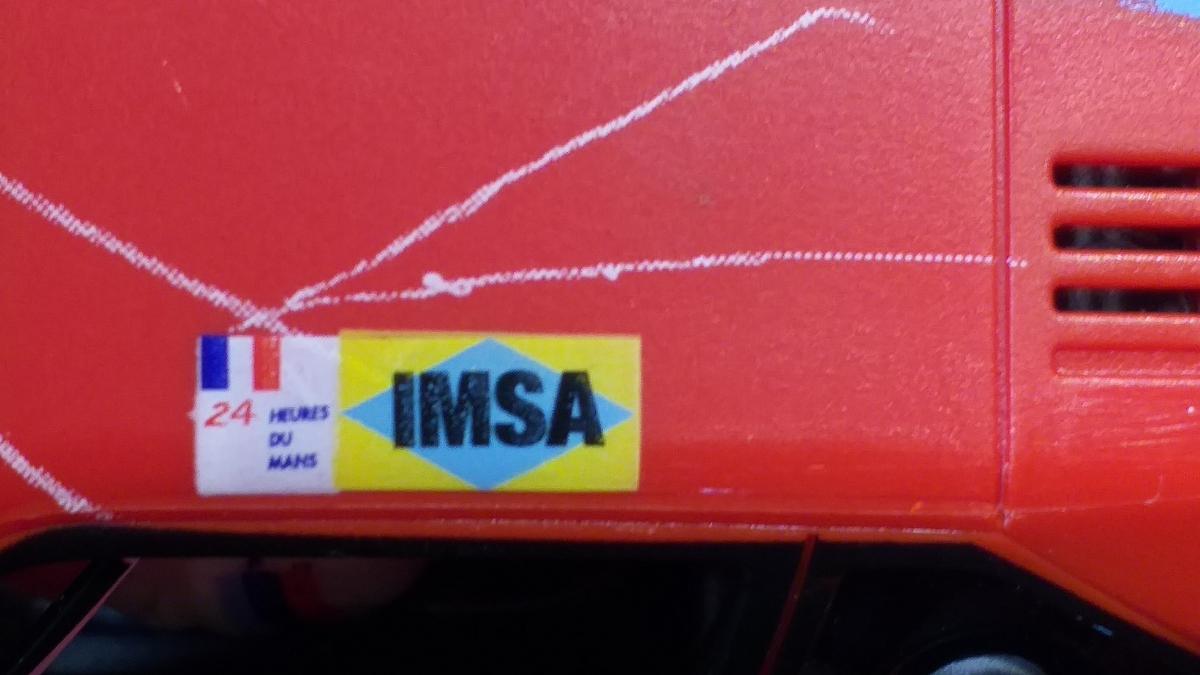 24 HEURES
DU
MANS
IMSA